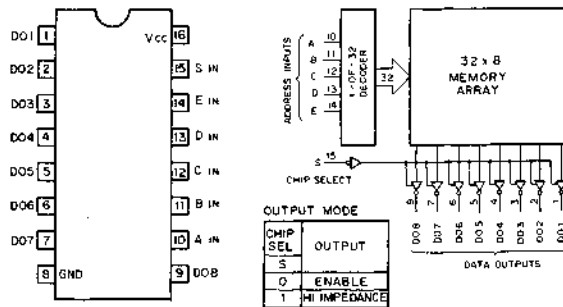 DO1 1
DO2 2
DO3 3
DO4 4
DO5 5
DO6 6
DO7 7
8 GND
Vcc 16
15 S IN
14 E IN
13 D IN
12 C IN
11 B IN
10 A IN
9 DO8
ADDRESS INPUTS
A 10
B 11
C 12
D 13
E 14
1-OF-32
DECODER
32
32 x 8
MEMORY
ARRAY
S 15
CHIP SELECT
9 7 6 5 4 3 2 1
DO8 DO7 DO6 DO5 DO4 DO3 DO2 DO1
DATA OUTPUTS
OUTPUT MODE
CHIP
SEL
S
OUTPUT
0 ENABLE
1 HI IMPEDANCE